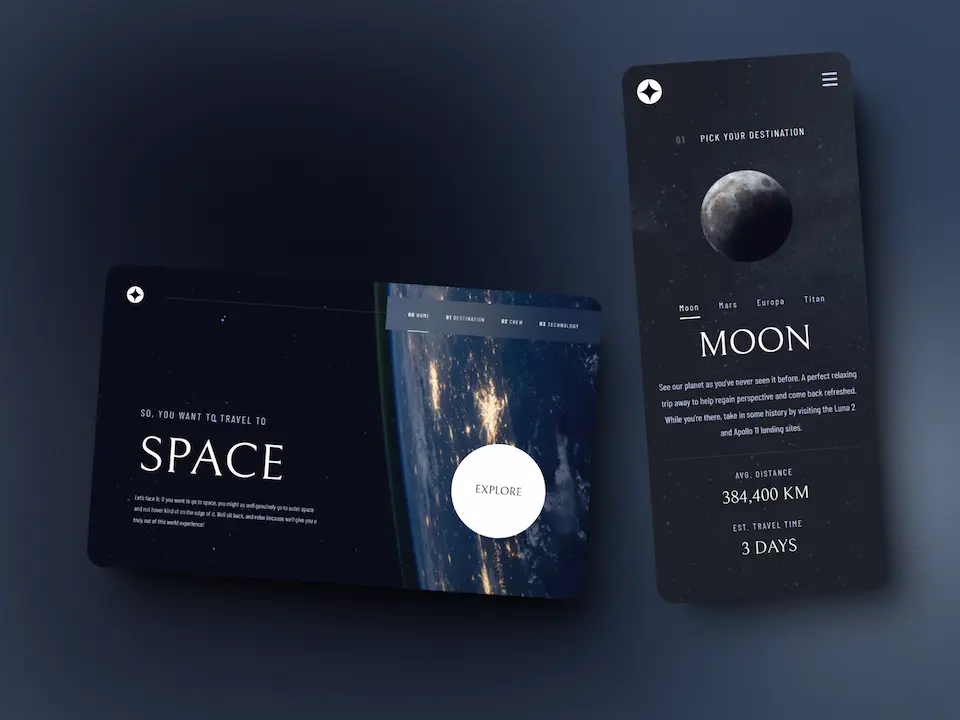 00 HOME
01 DESTINATION
02 CREW
03 TECHNOLOGY
SO, YOU WANT TO TRAVEL TO
SPACE
Let's face it; if you want to go to space, you might as well genuinely go to outer space
and not hover kind of on the edge of it. Well sit back, and relax because we'll give you a
truly out of this world experience!
EXPLORE
01 PICK YOUR DESTINATION
Moon Mars Europa Titan
MOON
See our planet as you've never seen it before. A perfect relaxing
trip away to help regain perspective and come back refreshed.
While you're there, take in some history by visiting the Luna 2
and Apollo 11 landing sites.
AVG. DISTANCE
384,400 KM
EST. TRAVEL TIME
3 DAYS